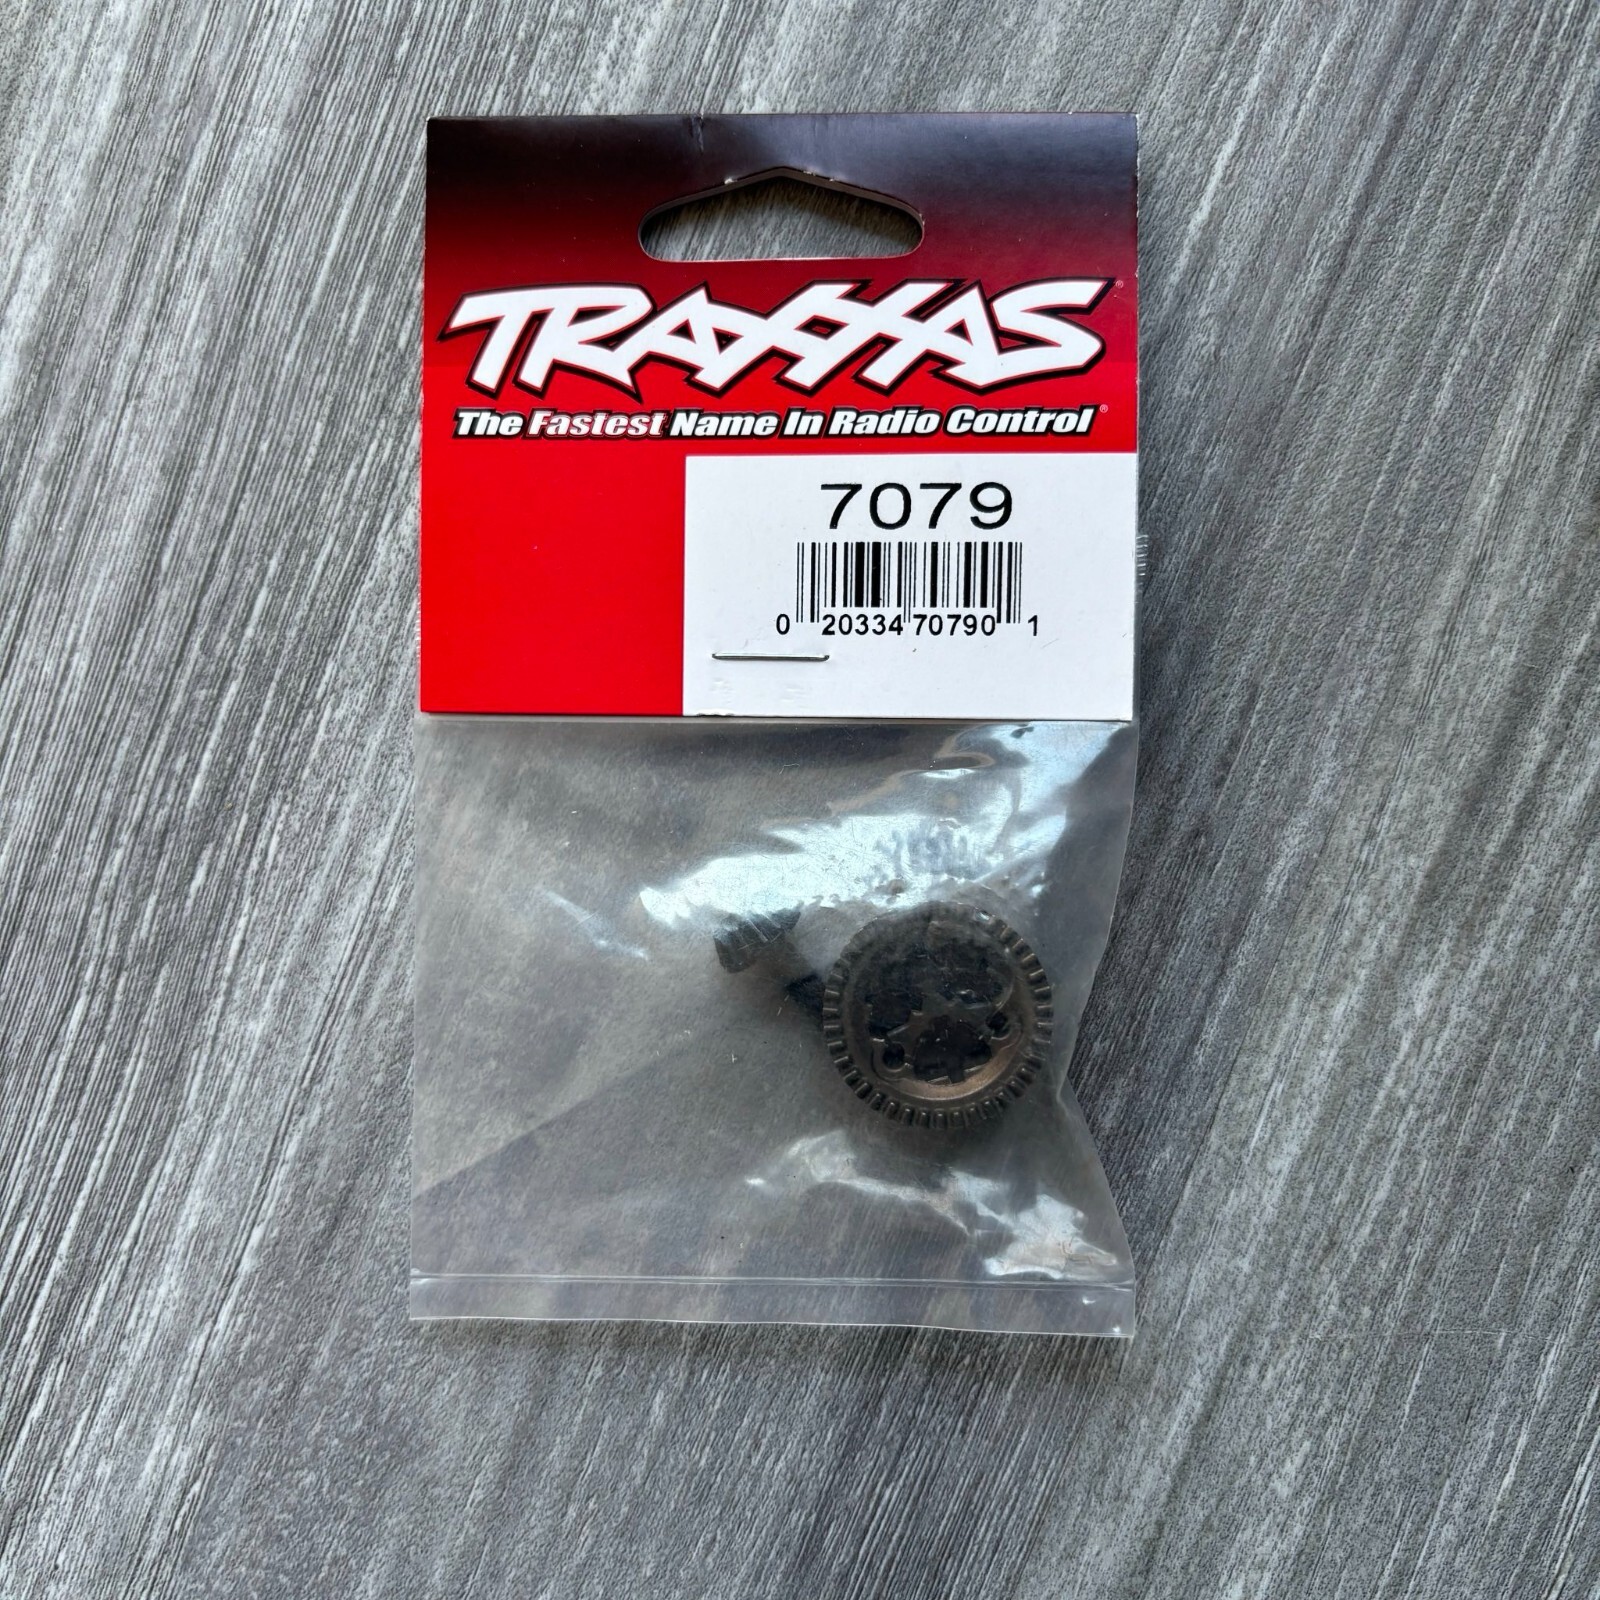 TRAXXAS®
The Fastest Name In Radio Control®
7079
0 20334 70790 1